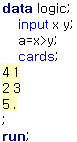 data logic;
input x y;
a=x>y;
cards;
4 1
2 3
5 .
;
run;